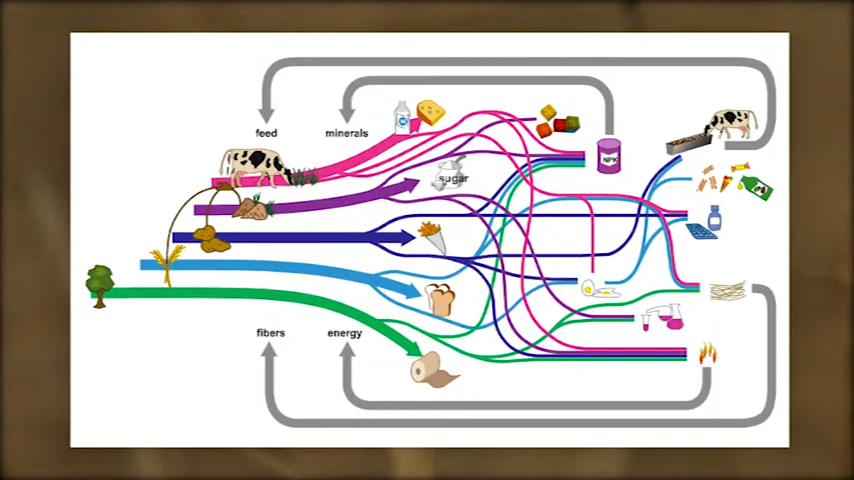 feed
minerals
NPK
sugar
fibers
energy